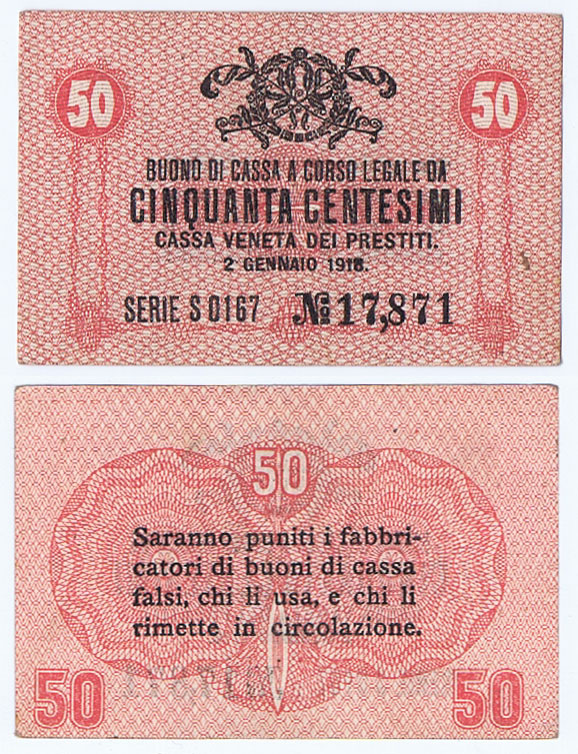 50 50
BUONO DI CASSA A CORSO LEGALE DA
CINQUANTA CENTESIMI
CASSA VENETA DEI PRESTITI.
2 GENNAIO 1918.
SERIE S 0167 № 17,871
50
Saranno puniti i fabbri-
catori di buoni di cassa
falsi, chi li usa, e chi li
rimette in circolazione.
50 50